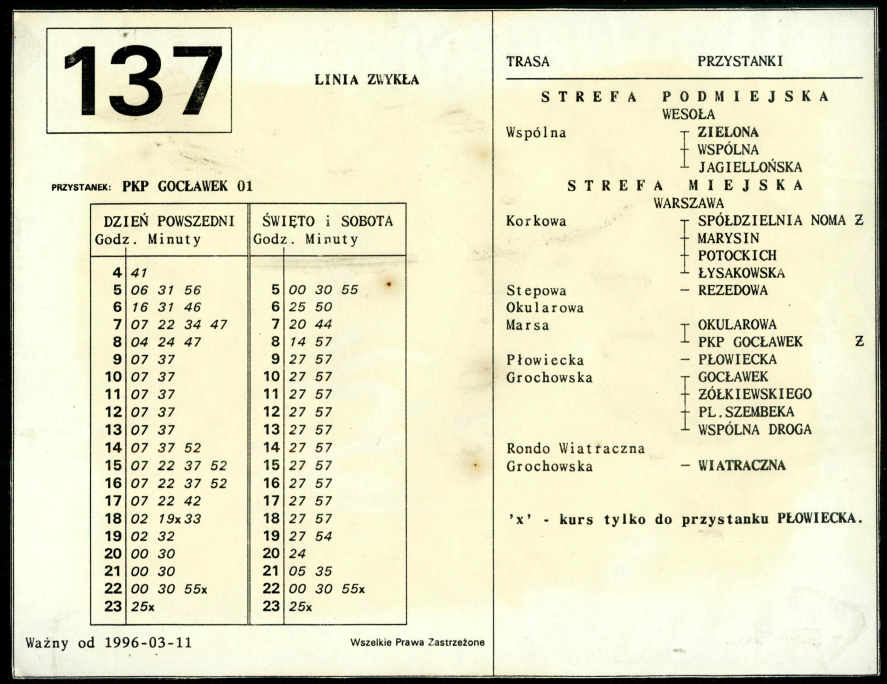 137
LINIA ZWYKŁA
PRZYSTANEK: PKP GOCŁAWEK 01
DZIEŃ POWSZEDNI ŚWIĘTO i SOBOTA
Godz. Minuty Godz. Minuty
4 41
5 06 31 56 5 00 30 55
6 16 31 46 6 25 50
7 07 22 34 47 7 20 44
8 04 24 47 8 14 57
9 07 37 9 27 57
10 07 37 10 27 57
11 07 37 11 27 57
12 07 37 12 27 57
13 07 37 13 27 57
14 07 37 52 14 27 57
15 07 22 37 52 15 27 57
16 07 22 37 52 16 27 57
17 07 22 42 17 27 57
18 02 19x33 18 27 57
19 02 32 19 27 54
20 00 30 20 24
21 00 30 21 05 35
22 00 30 55x 22 00 30 55x
23 25x 23 25x
Ważny od 1996-03-11
Wszelkie Prawa Zastrzeżone
TRASA PRZYSTANKI
STREFA PODMIEJSKA
WESOŁA
Wspólna ZIELONA
WSPÓLNA
JAGIELLOŃSKA
STREFA MIEJSKA
WARSZAWA
Korkowa SPÓŁDZIELNIA NOMA Ż
MARYSIN
POTOCKICH
ŁYSAKOWSKA
Stepowa REZEDOWA
Okularowa
Marsa OKULAROWA
PKP GOCŁAWEK Ż
Płowiecka PŁOWIECKA
Grochowska GOCŁAWEK
ŻÓŁKIEWSKIEGO
PL.SZEMBEKA
WSPÓLNA DROGA
Rondo Wiatraczna
Grochowska WIATRACZNA
'x' - kurs tylko do przystanku PŁOWIECKA.